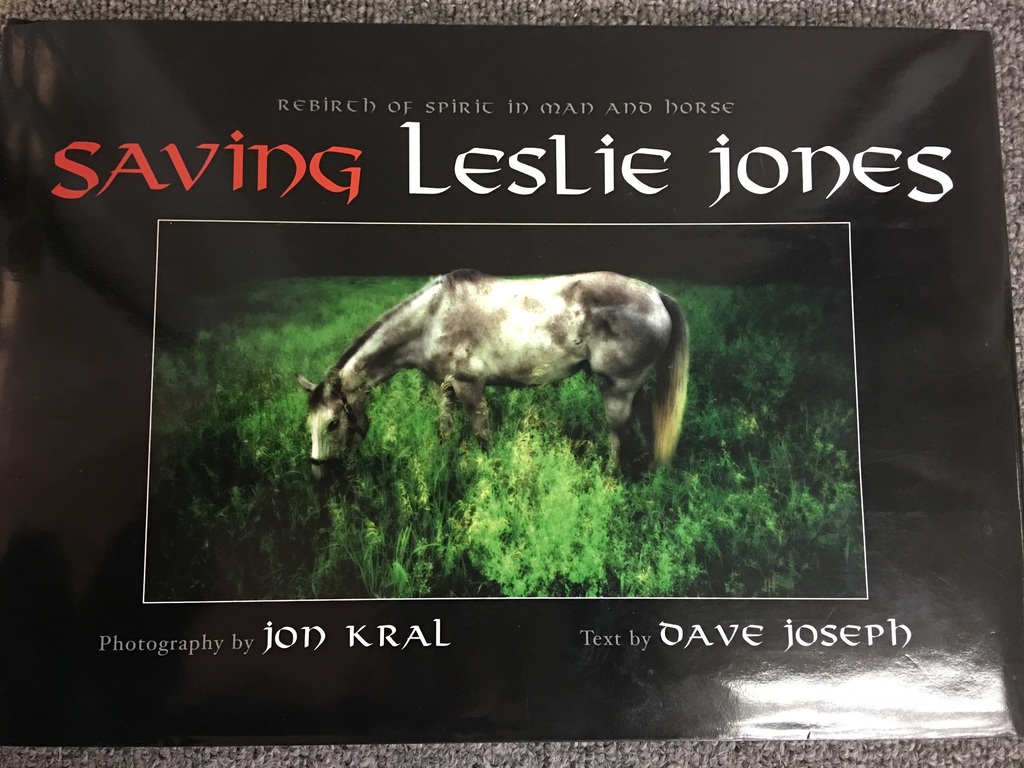 REBIRTH OF SPIRIT IN MAN AND HORSE
SAVING LESLIE JONES
Photography by JON KRAL
Text by DAVE JOSEPH